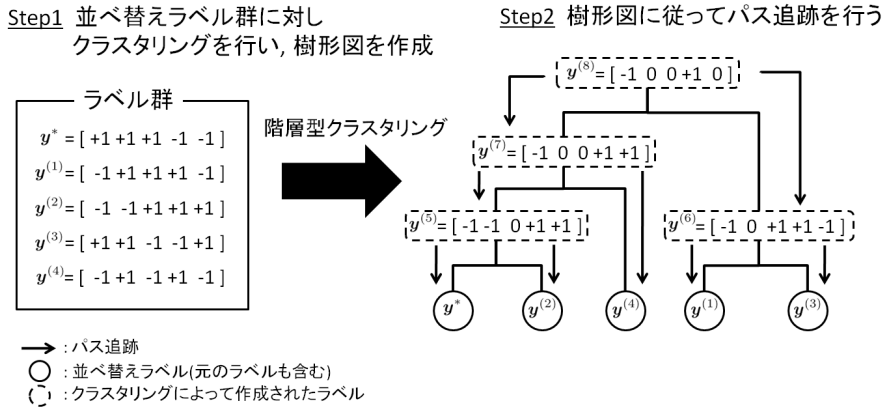 Step1 並べ替えラベル群に対し
クラスタリングを行い, 樹形図を作成
ラベル群
y* = [ +1 +1 +1 -1 -1 ]
y(1) = [ -1 +1 +1 +1 -1 ]
y(2) = [ -1 -1 +1 +1 +1 ]
y(3) = [ +1 +1 -1 -1 +1 ]
y(4) = [ -1 +1 -1 +1 -1 ]
階層型クラスタリング
Step2 樹形図に従ってパス追跡を行う
y(8)= [ -1 0 0 +1 0 ]
y(7)= [ -1 0 0 +1 +1 ]
y(5)= [ -1 -1 0 +1 +1 ]
y(6)= [ -1 0 +1 +1 -1 ]
y*
y(2)
y(4)
y(1)
y(3)
: パス追跡
: 並べ替えラベル(元のラベルも含む)
: クラスタリングによって作成されたラベル